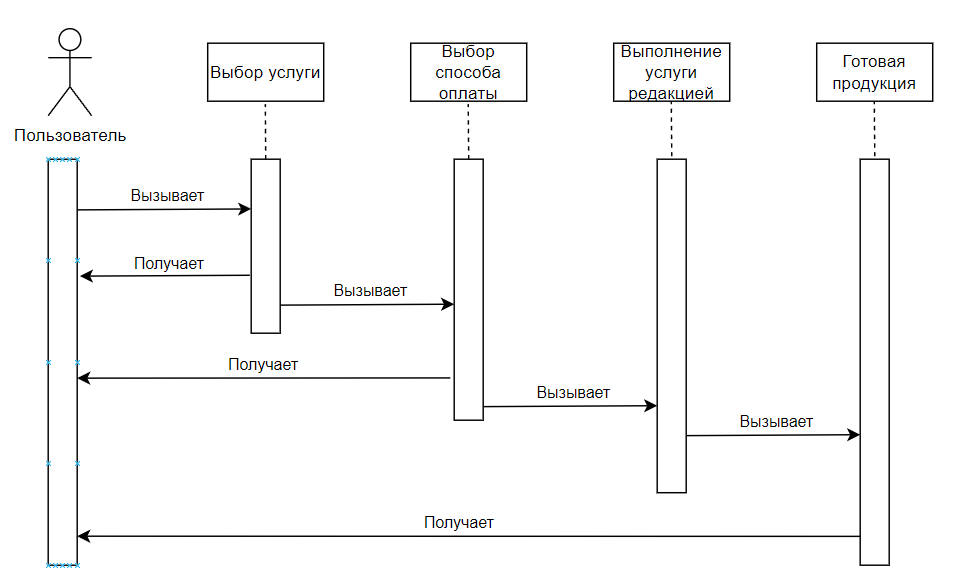 Пользователь
Выбор услуги
Выбор
способа
оплаты
Выполнение
услуги
редакцией
Готовая
продукция
Вызывает
Получает
Вызывает
Получает
Вызывает
Вызывает
Получает